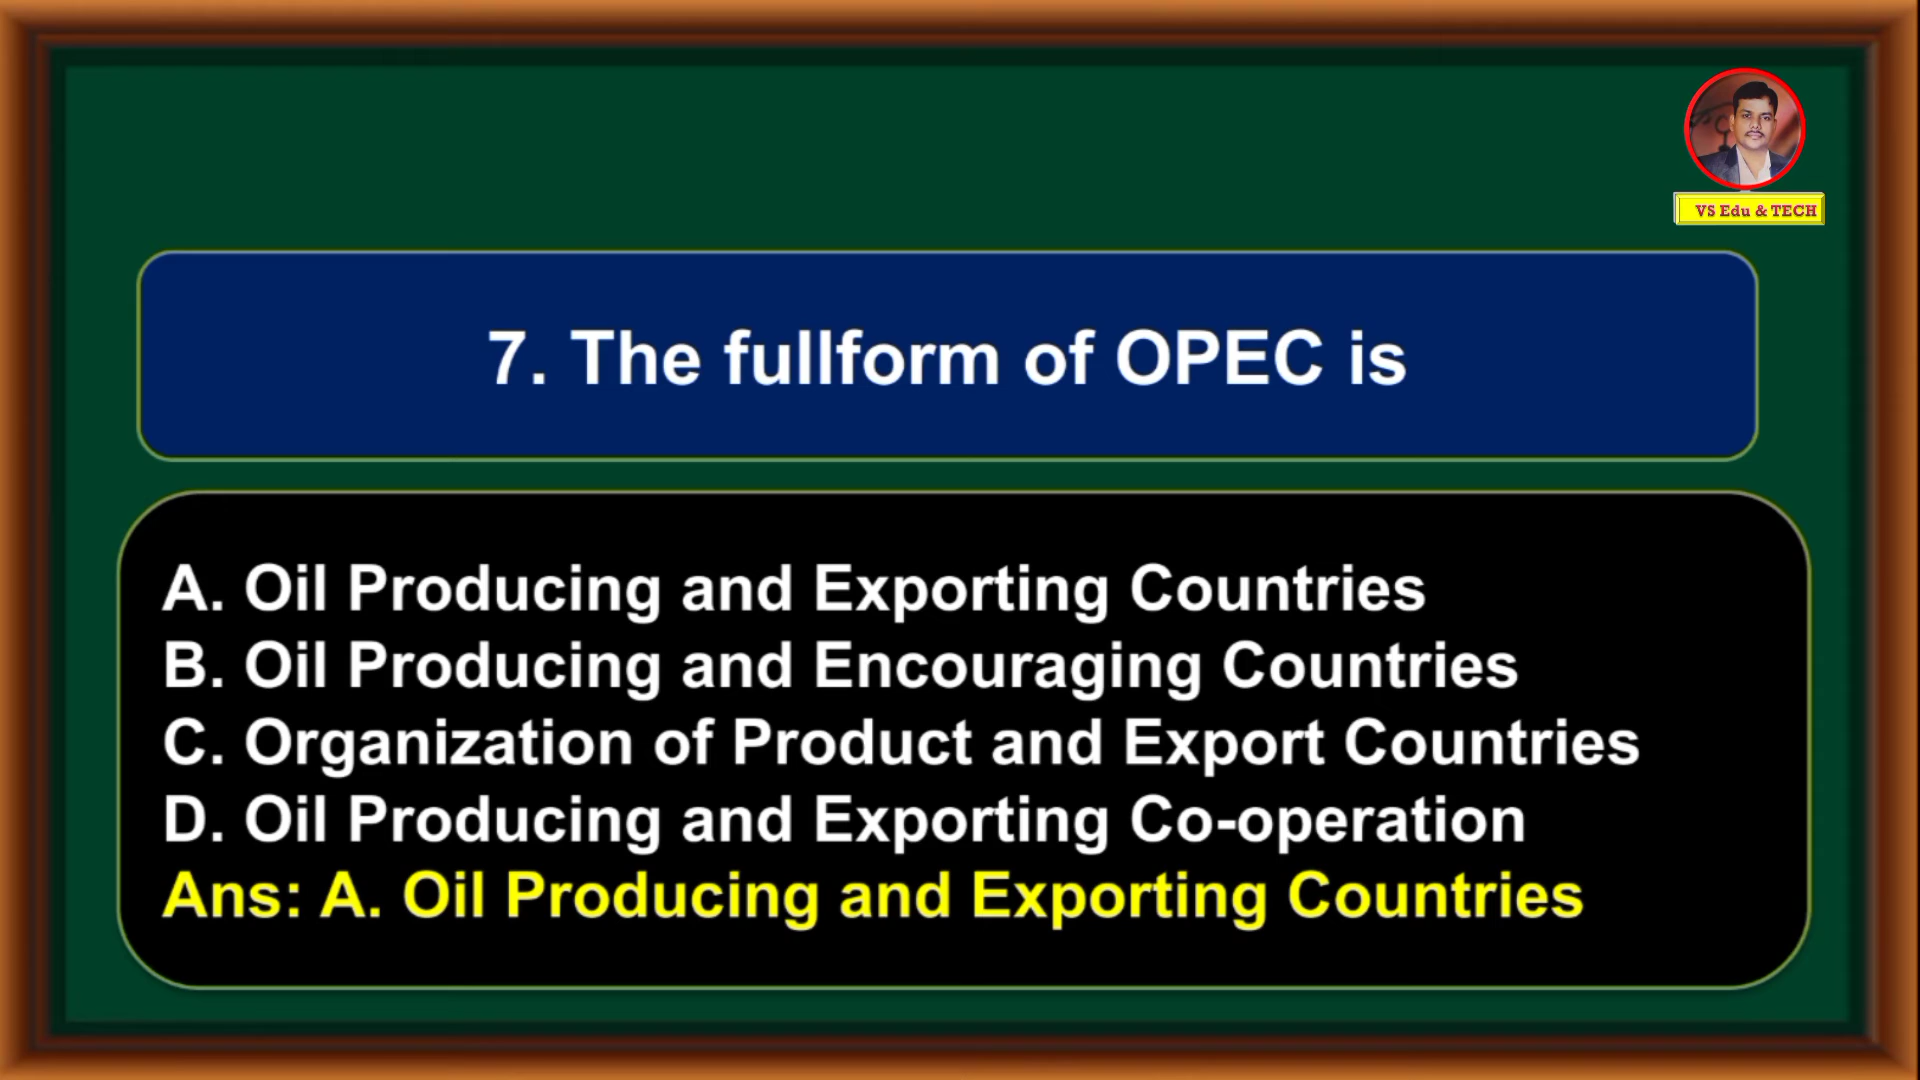 VS Edu & TECH
7. The fullform of OPEC is
A. Oil Producing and Exporting Countries
B. Oil Producing and Encouraging Countries
C. Organization of Product and Export Countries
D. Oil Producing and Exporting Co-operation
Ans: A. Oil Producing and Exporting Countries